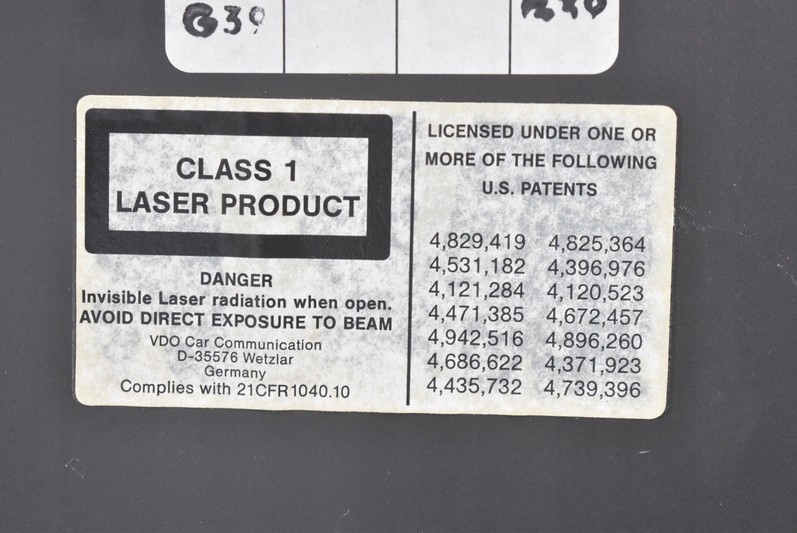 G39
CLASS 1
LASER PRODUCT
DANGER
Invisible Laser radiation when open.
AVOID DIRECT EXPOSURE TO BEAM
VDO Car Communication
D-35576 Wetzlar
Germany
Complies with 21CFR1040.10
LICENSED UNDER ONE OR
MORE OF THE FOLLOWING
U.S. PATENTS
4,829,419 4,825,364
4,531,182 4,396,976
4,121,284 4,120,523
4,471,385 4,672,457
4,942,516 4,896,260
4,686,622 4,371,923
4,435,732 4,739,396